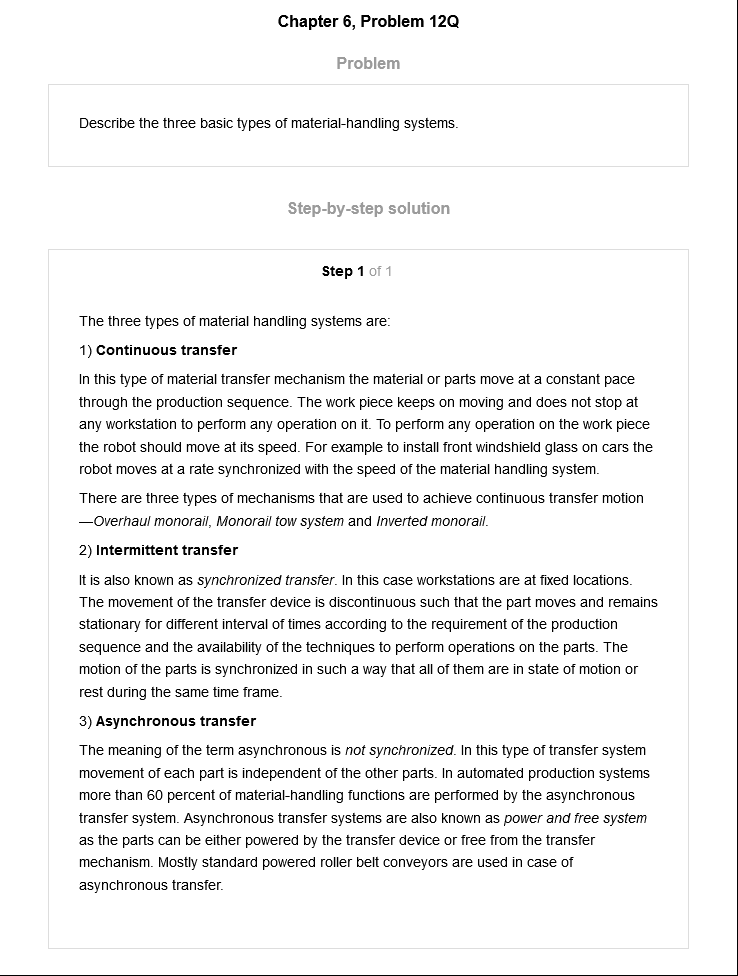 Chapter 6, Problem 12Q
Problem
Describe the three basic types of material-handling systems.
Step-by-step solution
Step 1 of 1
The three types of material handling systems are:
1) Continuous transfer
In this type of material transfer mechanism the material or parts move at a constant pace
through the production sequence. The work piece keeps on moving and does not stop at
any workstation to perform any operation on it. To perform any operation on the work piece
the robot should move at its speed. For example to install front windshield glass on cars the
robot moves at a rate synchronized with the speed of the material handling system.
There are three types of mechanisms that are used to achieve continuous transfer motion
—Overhaul monorail, Monorail tow system and Inverted monorail.
2) Intermittent transfer
It is also known as synchronized transfer. In this case workstations are at fixed locations.
The movement of the transfer device is discontinuous such that the part moves and remains
stationary for different interval of times according to the requirement of the production
sequence and the availability of the techniques to perform operations on the parts. The
motion of the parts is synchronized in such a way that all of them are in state of motion or
rest during the same time frame.
3) Asynchronous transfer
The meaning of the term asynchronous is not synchronized. In this type of transfer system
movement of each part is independent of the other parts. In automated production systems
more than 60 percent of material-handling functions are performed by the asynchronous
transfer system. Asynchronous transfer systems are also known as power and free system
as the parts can be either powered by the transfer device or free from the transfer
mechanism. Mostly standard powered roller belt conveyors are used in case of
asynchronous transfer.